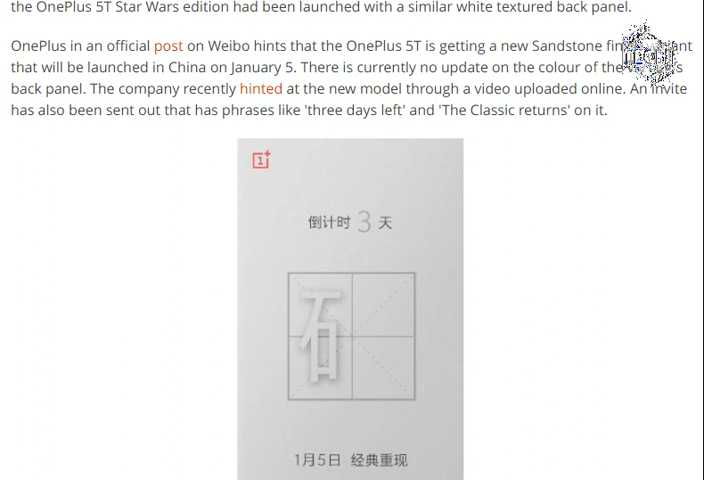 the OnePlus 5T Star Wars edition had been launched with a similar white textured back panel.
OnePlus in an official post on Weibo hints that the OnePlus 5T is getting a new Sandstone
that will be launched in China on January 5. There is currently no update on the colour of the
back panel. The company recently hinted at the new model through a video uploaded online. An invite
has also been sent out that has phrases like 'three days left' and 'The Classic returns' on it.
1+
倒计时 3 天
石
1月5日 经典重现